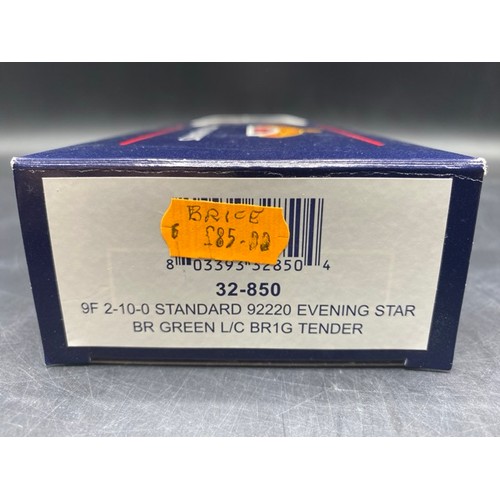 BRICE
£85.00
8 03393 32850 4
32-850
9F 2-10-0 STANDARD 92220 EVENING STAR
BR GREEN L/C BR1G TENDER